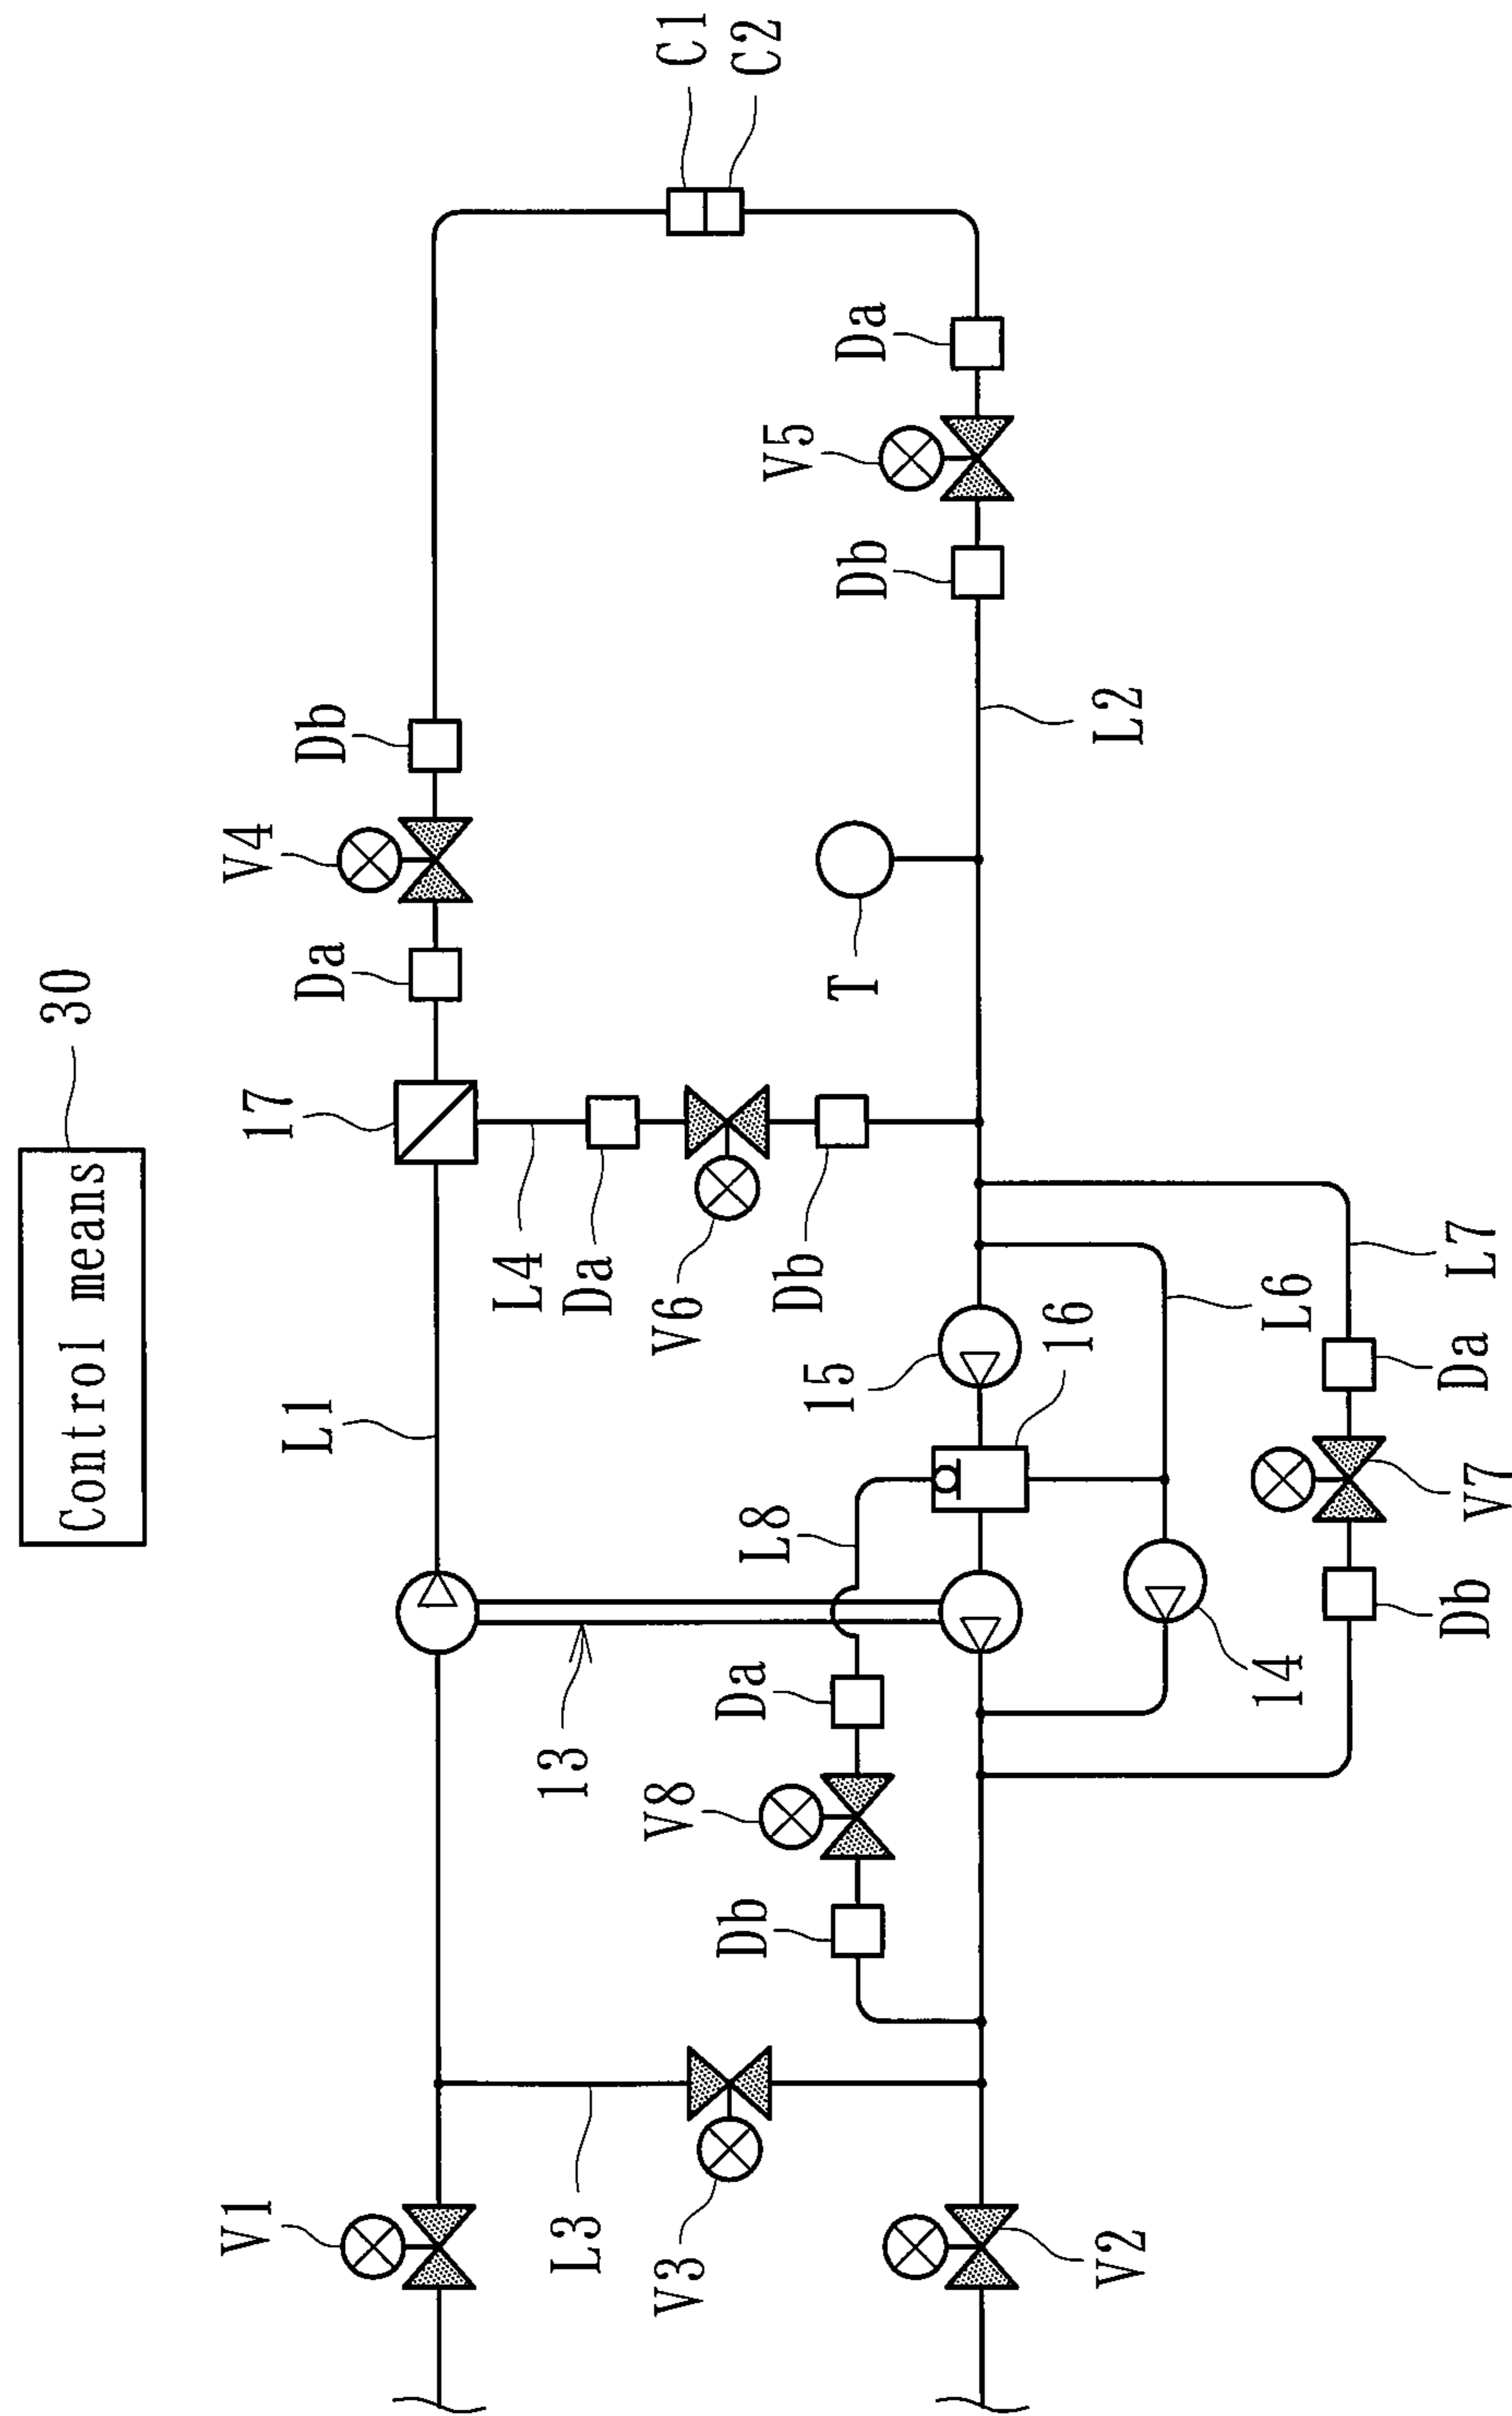 Control means
30
C1
C2
V4
Db
Da
17
L1
V5
Da
Db
L2
T
L4
Da
V6
Db
15
16
L6
L7
Da
V7
Db
14
L8
Da
V8
Db
13
V1
L3
V3
V2